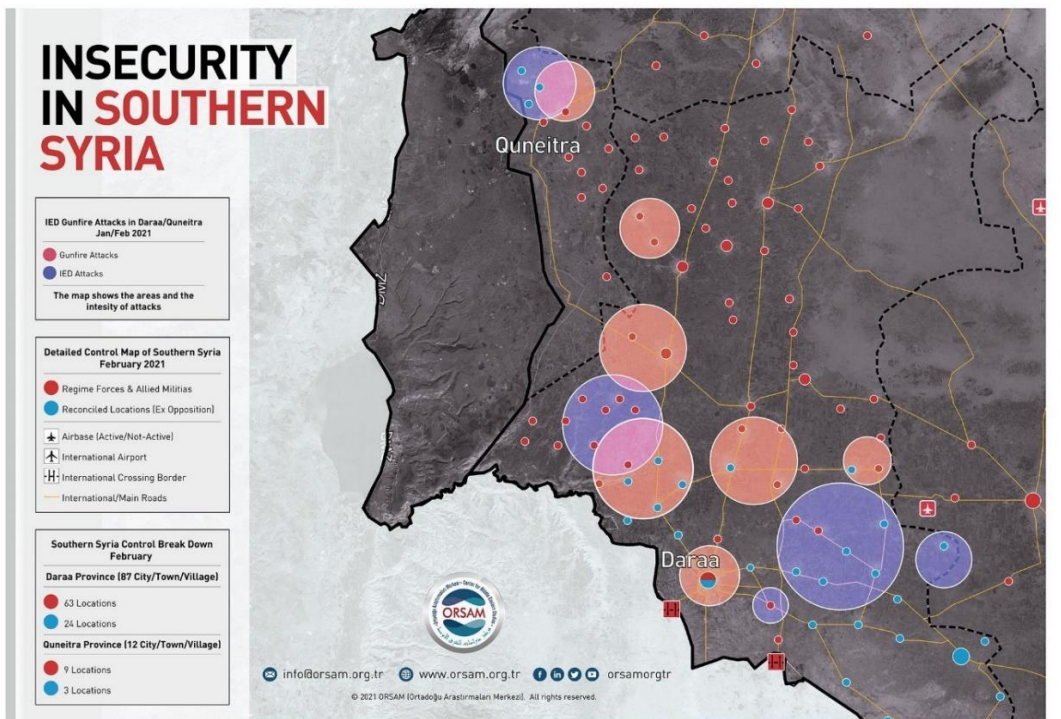 INSECURITY
IN SOUTHERN
SYRIA
IED Gunfire Attacks in Daraa/Quneitra
Jan/Feb 2021
Gunfire Attacks
IED Attacks
The map shows the areas and the
intesity of attacks
Detailed Control Map of Southern Syria
February 2021
Regime Forces & Allied Militias
Reconciled Locations (Ex Opposition)
Airbase (Active/Not-Active)
International Airport
International Crossing Border
International/Main Roads
Southern Syria Control Break Down
February
Daraa Province (87 City/Town/Village)
63 Locations
24 Locations
Quneitra Province (12 City/Town/Village)
9 Locations
3 Locations
Quneitra
DMZ
Daraa
ORSAM
info@orsam.org.tr
www.orsam.org.tr
orsamorgtr
© 2021 ORSAM (Ortadoğu Araştırmaları Merkezi). All rights reserved.